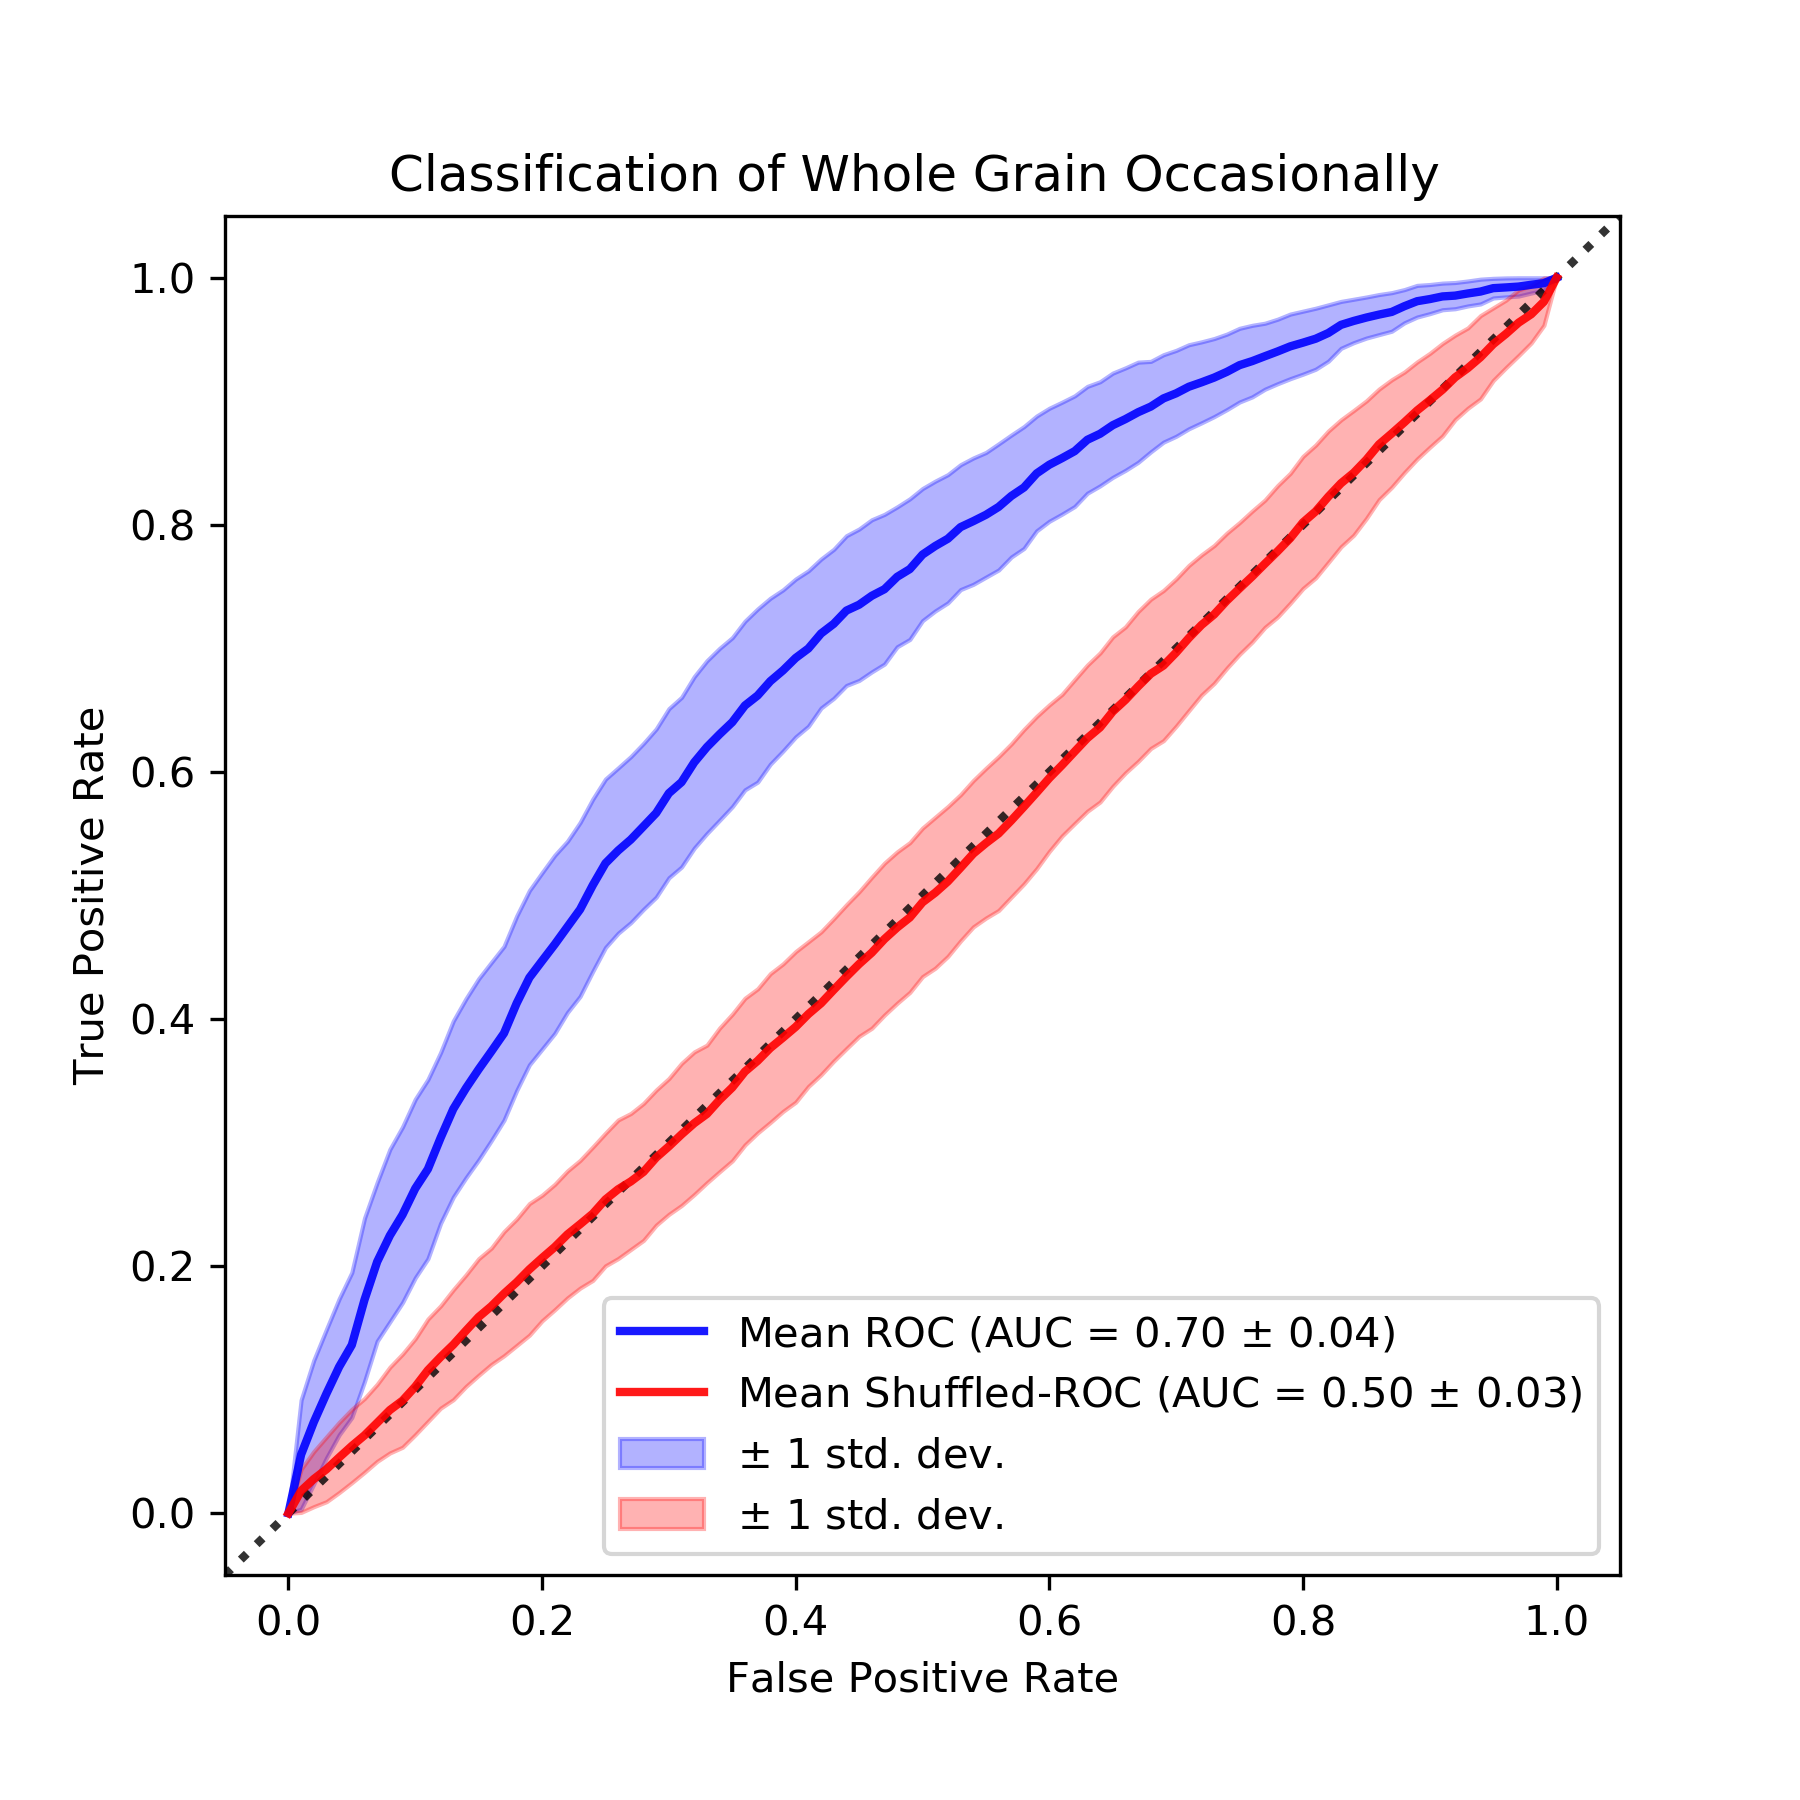 Classification of Whole Grain Occasionally
1.0
0.8
0.6
0.4
0.2
0.0
True Positive Rate
Mean ROC (AUC = 0.70 ± 0.04)
Mean Shuffled-ROC (AUC = 0.50 ± 0.03)
± 1 std. dev.
± 1 std. dev.
0.0 0.2 0.4 0.6 0.8 1.0
False Positive Rate